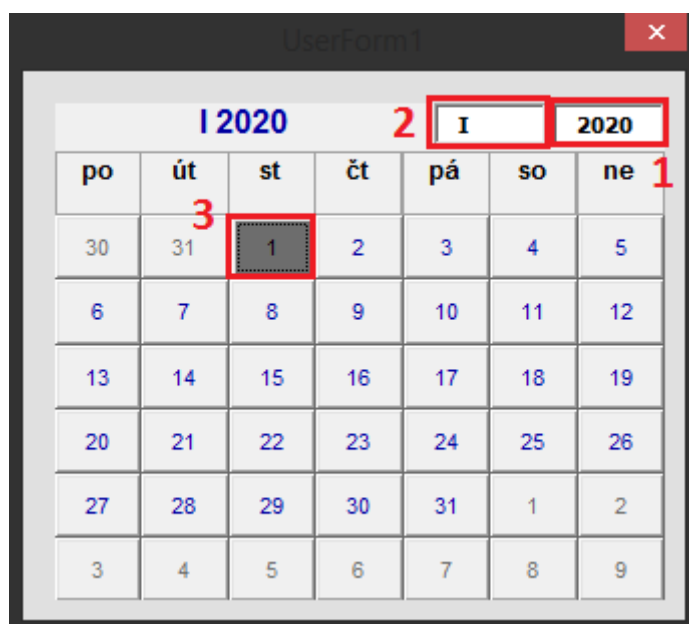 UserForm1
I 2020 2 I 2020
po út st čt pá so ne 1
3
30 31 1 2 3 4 5
6 7 8 9 10 11 12
13 14 15 16 17 18 19
20 21 22 23 24 25 26
27 28 29 30 31 1 2
3 4 5 6 7 8 9